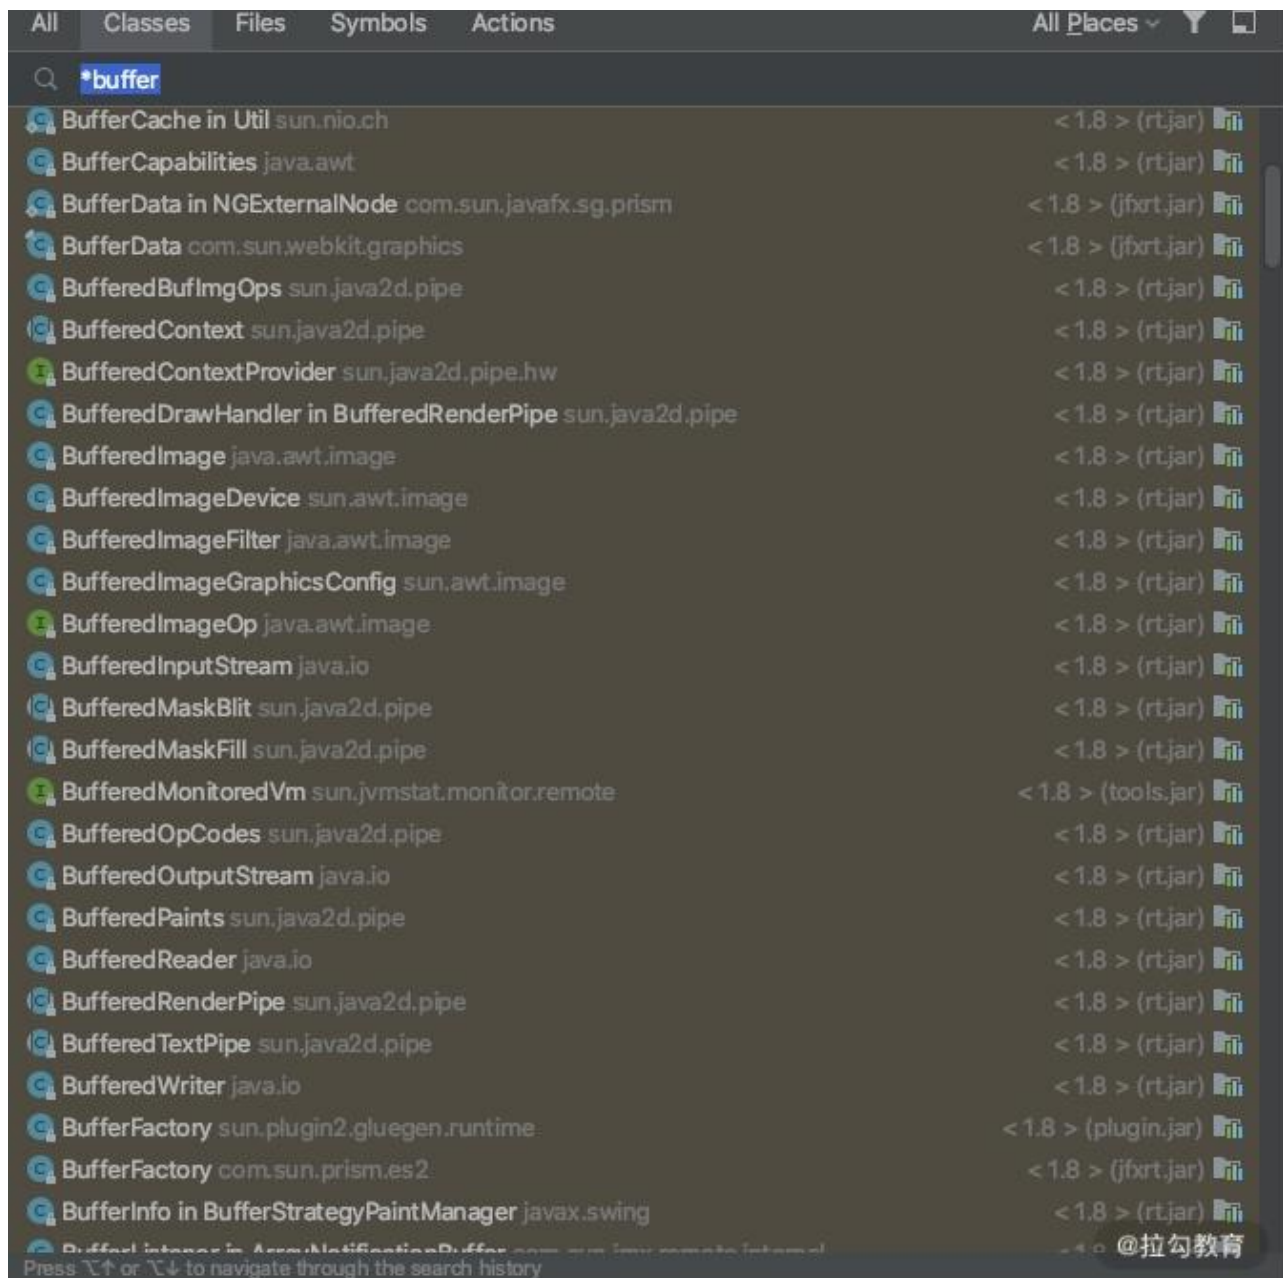 All Classes Files Symbols Actions All Places
*buffer
BufferCache in Util sun.nio.ch < 1.8 > (rt.jar)
BufferCapabilities java.awt < 1.8 > (rt.jar)
BufferData in NGExternalNode com.sun.javafx.sg.prism < 1.8 > (jfxrt.jar)
BufferData com.sun.webkit.graphics < 1.8 > (jfxrt.jar)
BufferedBufImgOps sun.java2d.pipe < 1.8 > (rt.jar)
BufferedContext sun.java2d.pipe < 1.8 > (rt.jar)
BufferedContextProvider sun.java2d.pipe.hw < 1.8 > (rt.jar)
BufferedDrawHandler in BufferedRenderPipe sun.java2d.pipe < 1.8 > (rt.jar)
BufferedImage java.awt.image < 1.8 > (rt.jar)
BufferedImageDevice sun.awt.image < 1.8 > (rt.jar)
BufferedImageFilter java.awt.image < 1.8 > (rt.jar)
BufferedImageGraphicsConfig sun.awt.image < 1.8 > (rt.jar)
BufferedImageOp java.awt.image < 1.8 > (rt.jar)
BufferedInputStream java.io < 1.8 > (rt.jar)
BufferedMaskBlit sun.java2d.pipe < 1.8 > (rt.jar)
BufferedMaskFill sun.java2d.pipe < 1.8 > (rt.jar)
BufferedMonitoredVm sun.jvmstat.monitor.remote < 1.8 > (tools.jar)
BufferedOpCodes sun.java2d.pipe < 1.8 > (rt.jar)
BufferedOutputStream java.io < 1.8 > (rt.jar)
BufferedPaints sun.java2d.pipe < 1.8 > (rt.jar)
BufferedReader java.io < 1.8 > (rt.jar)
BufferedRenderPipe sun.java2d.pipe < 1.8 > (rt.jar)
BufferedTextPipe sun.java2d.pipe < 1.8 > (rt.jar)
BufferedWriter java.io < 1.8 > (rt.jar)
BufferFactory sun.plugin2.gluegen.runtime < 1.8 > (plugin.jar)
BufferFactory com.sun.prism.es2 < 1.8 > (jfxrt.jar)
BufferInfo in BufferStrategyPaintManager javax.swing < 1.8 > (rt.jar)
BufferListener in ArrayNotificationBuffer com.sun.jmx.remote.internal
@拉勾教育
Press ⌥↑ or ⌥↓ to navigate through the search history